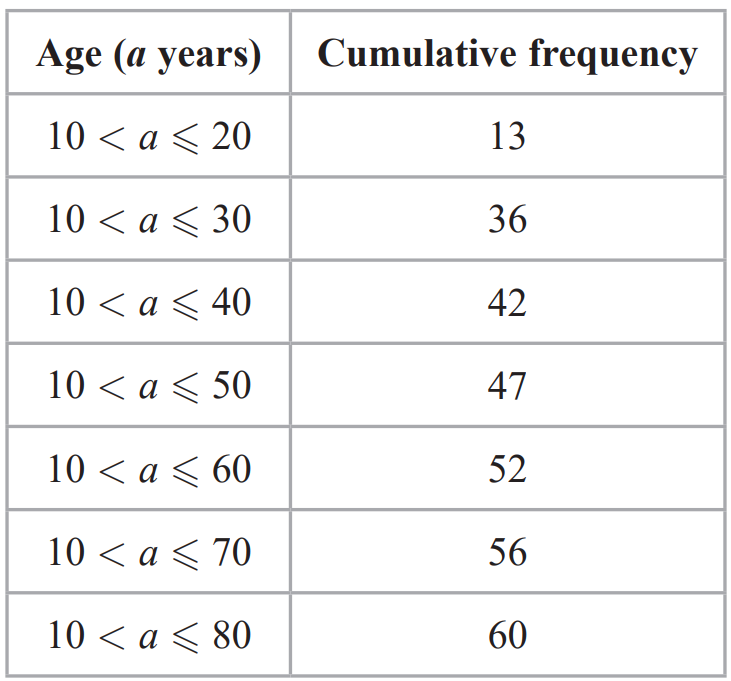 Age (a years) Cumulative frequency
10 < a ⩽ 20 13
10 < a ⩽ 30 36
10 < a ⩽ 40 42
10 < a ⩽ 50 47
10 < a ⩽ 60 52
10 < a ⩽ 70 56
10 < a ⩽ 80 60